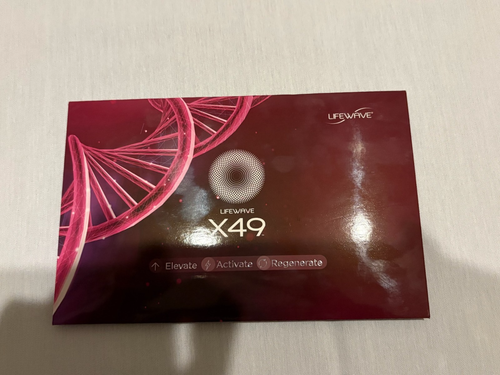 LIFEWAVE
LIFEWAVE
X49
Elevate Activate Regenerate